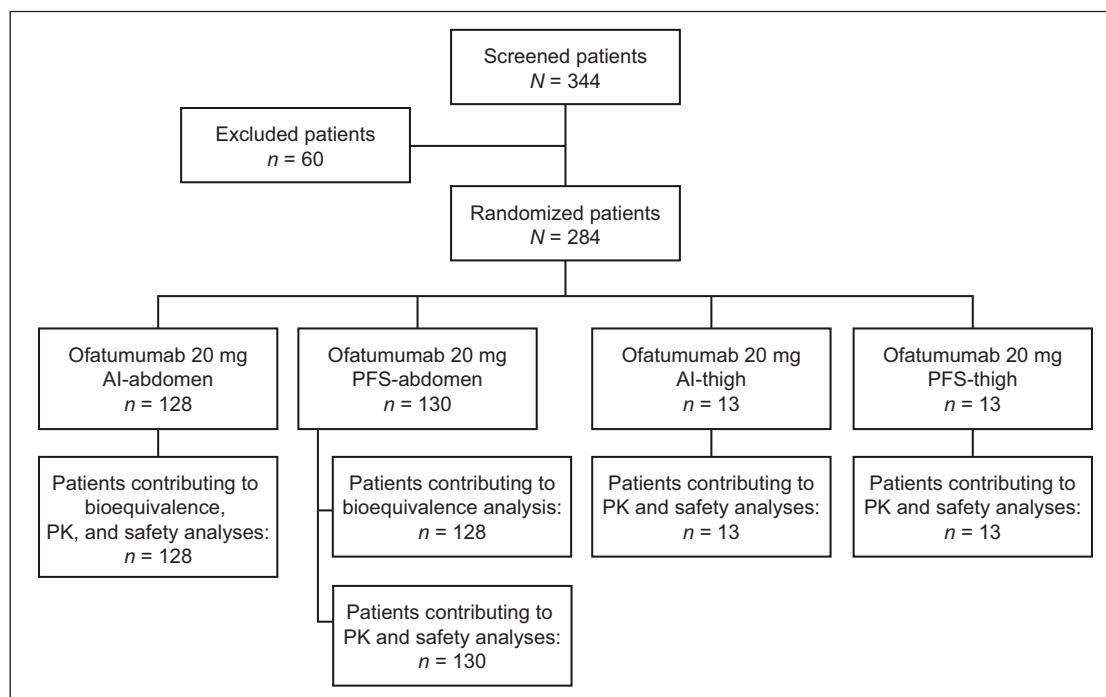 Screened patients
N = 344
Excluded patients
n = 60
Randomized patients
N = 284
Ofatumumab 20 mg
AI-abdomen
n = 128
Ofatumumab 20 mg
PFS-abdomen
n = 130
Ofatumumab 20 mg
AI-thigh
n = 13
Ofatumumab 20 mg
PFS-thigh
n = 13
Patients contributing to
bioequivalence,
PK, and safety analyses:
n = 128
Patients contributing to
bioequivalence analysis:
n = 128
Patients contributing to
PK and safety analyses:
n = 130
Patients contributing to
PK and safety analyses:
n = 13
Patients contributing to
PK and safety analyses:
n = 13